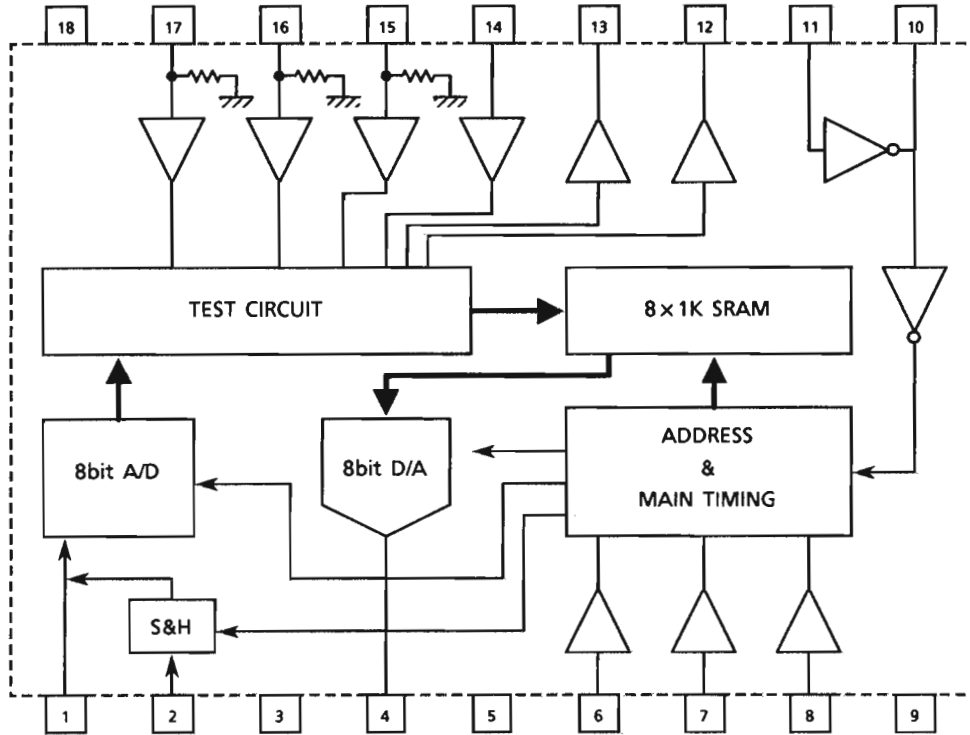 18 17 16 15 14 13 12 11 10
TEST CIRCUIT
8×1K SRAM
8bit A/D
8bit D/A
ADDRESS
&
MAIN TIMING
S&H
1 2 3 4 5 6 7 8 9